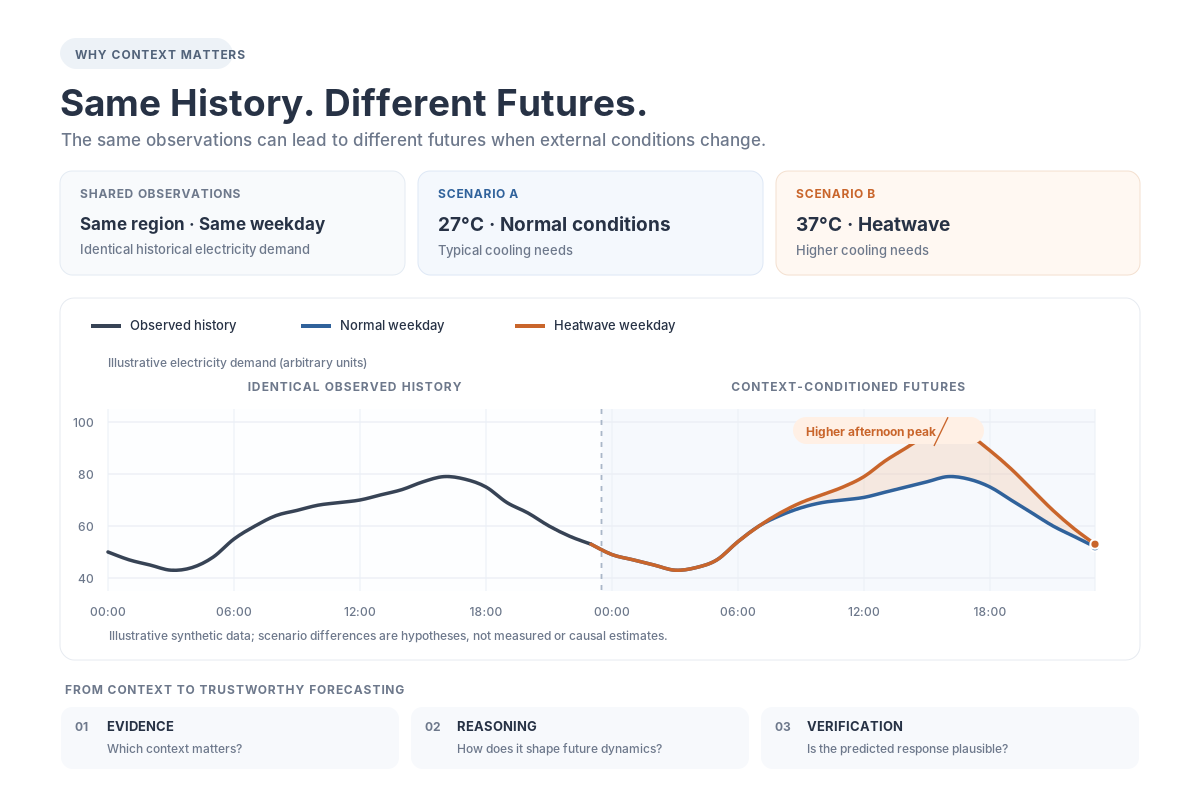 WHY CONTEXT MATTERS
Same History. Different Futures.
The same observations can lead to different futures when external conditions change.
SHARED OBSERVATIONS
Same region · Same weekday
Identical historical electricity demand
SCENARIO A
27°C · Normal conditions
Typical cooling needs
SCENARIO B
37°C · Heatwave
Higher cooling needs
Observed history
Normal weekday
Heatwave weekday
Illustrative electricity demand (arbitrary units)
IDENTICAL OBSERVED HISTORY
CONTEXT-CONDITIONED FUTURES
Higher afternoon peak
100
80
60
40
00:00 06:00 12:00 18:00 00:00 06:00 12:00 18:00
Illustrative synthetic data; scenario differences are hypotheses, not measured or causal estimates.
FROM CONTEXT TO TRUSTWORTHY FORECASTING
01 EVIDENCE
Which context matters?
02 REASONING
How does it shape future dynamics?
03 VERIFICATION
Is the predicted response plausible?